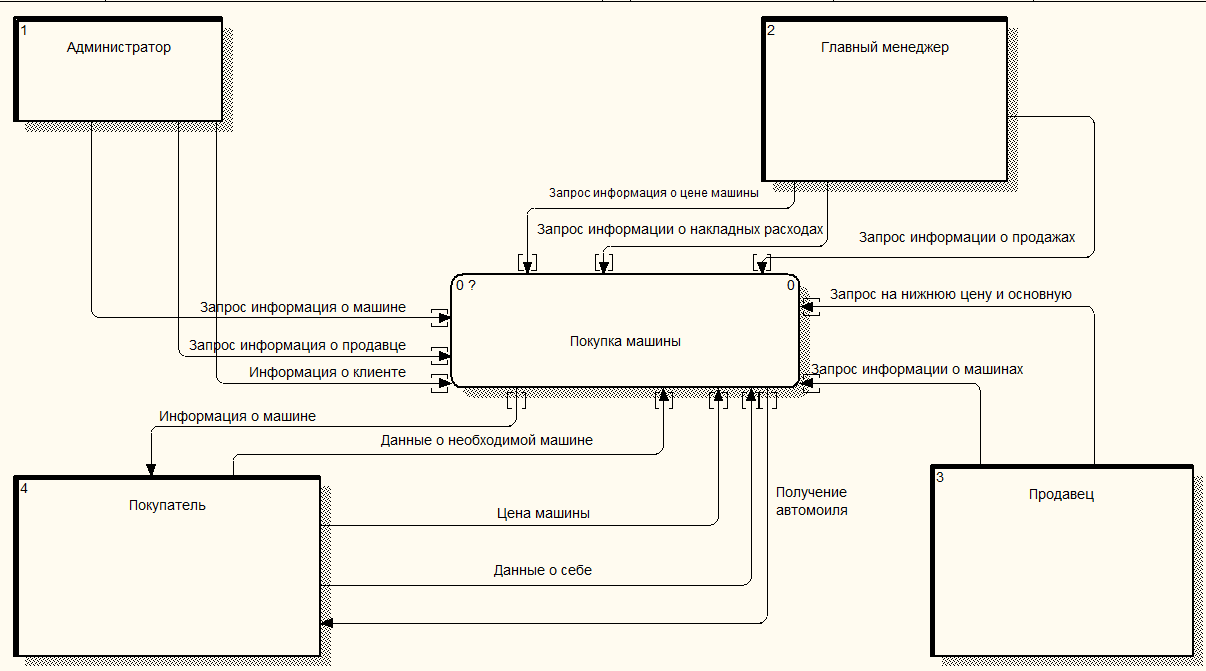 1
Администратор
2
Главный менеджер
Запрос информация о цене машины
Запрос информации о накладных расходах
Запрос информации о продажах
0 ?
0
Запрос на нижнюю цену и основную
Запрос информация о машине
Покупка машины
Запрос информация о продавце
Запрос информации о машинах
Информация о клиенте
Информация о машине
Данные о необходимой машине
4
Покупатель
3
Продавец
Получение
автомоиля
Цена машины
Данные о себе